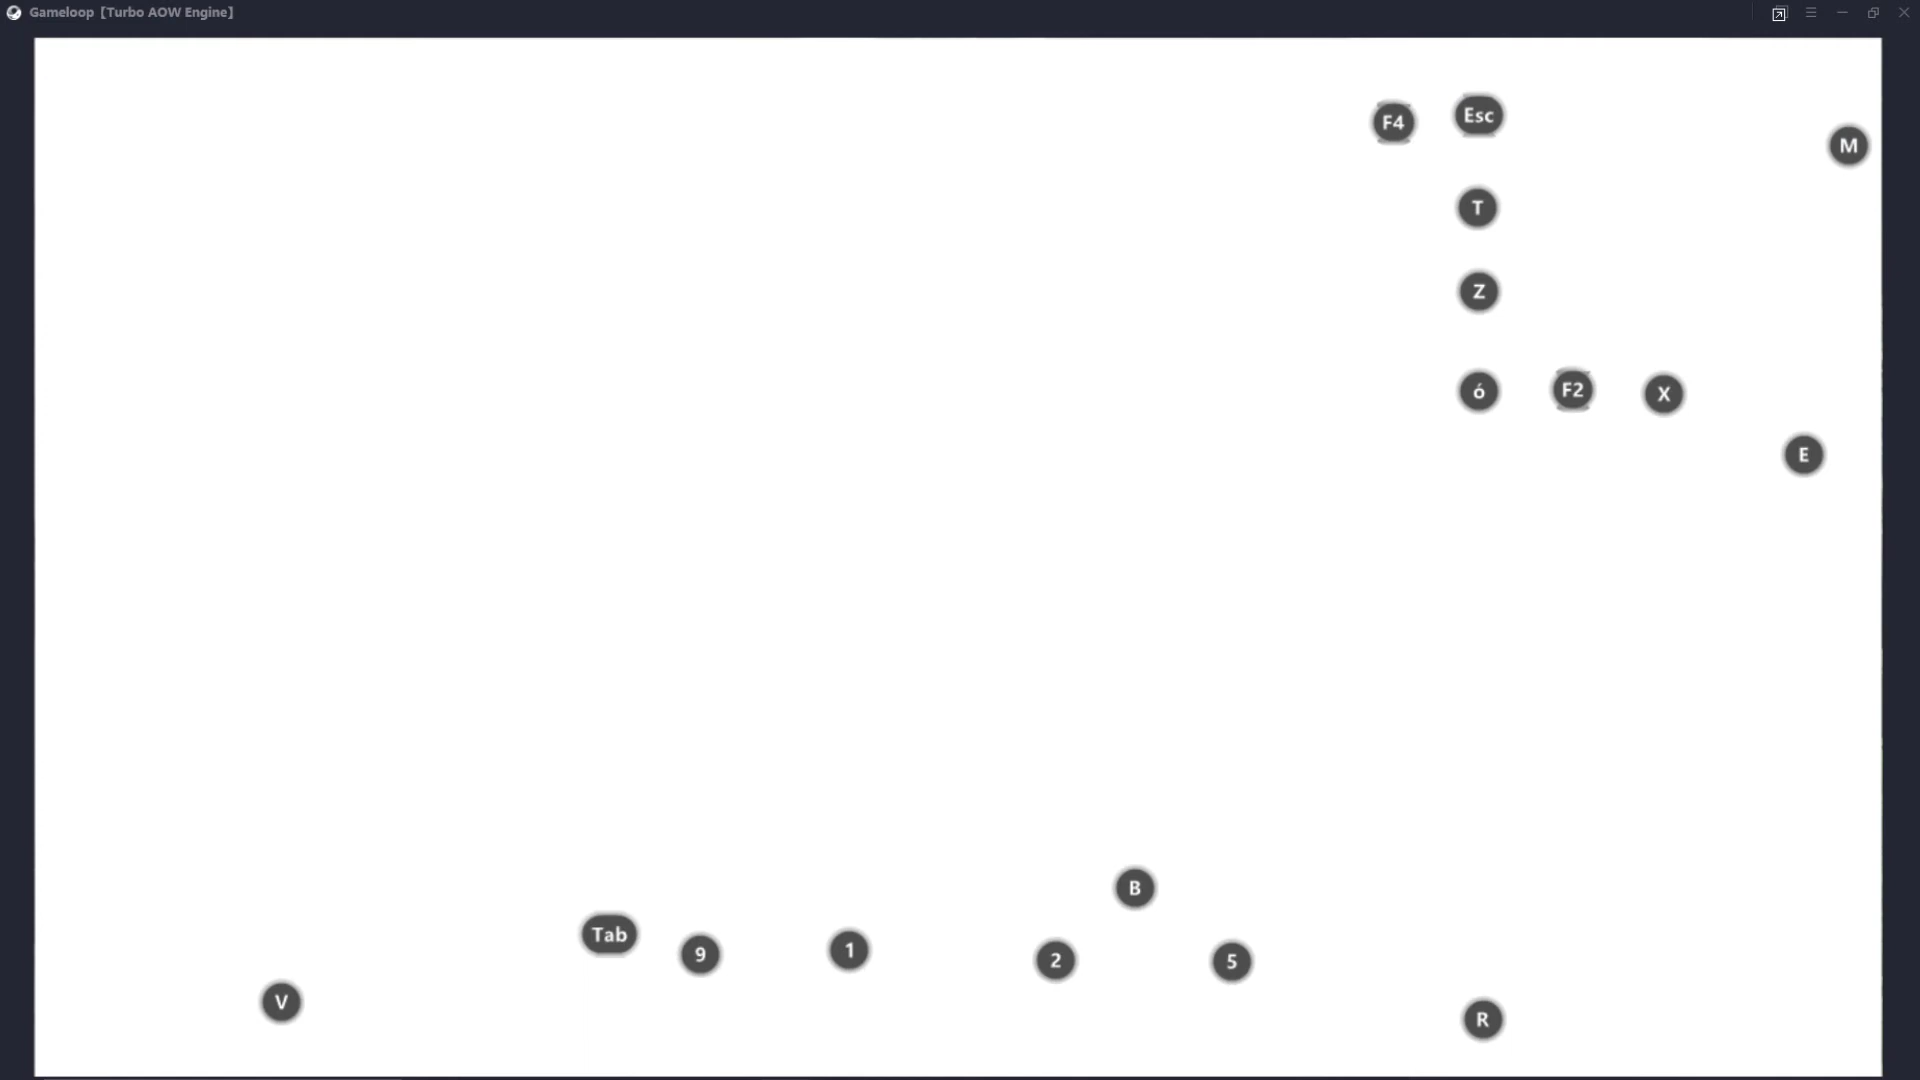 Gameloop【Turbo AOW Engine】
F4 Esc
M
T
Z
ó F2 X
E
B
Tab 9 1 2 5
V
R